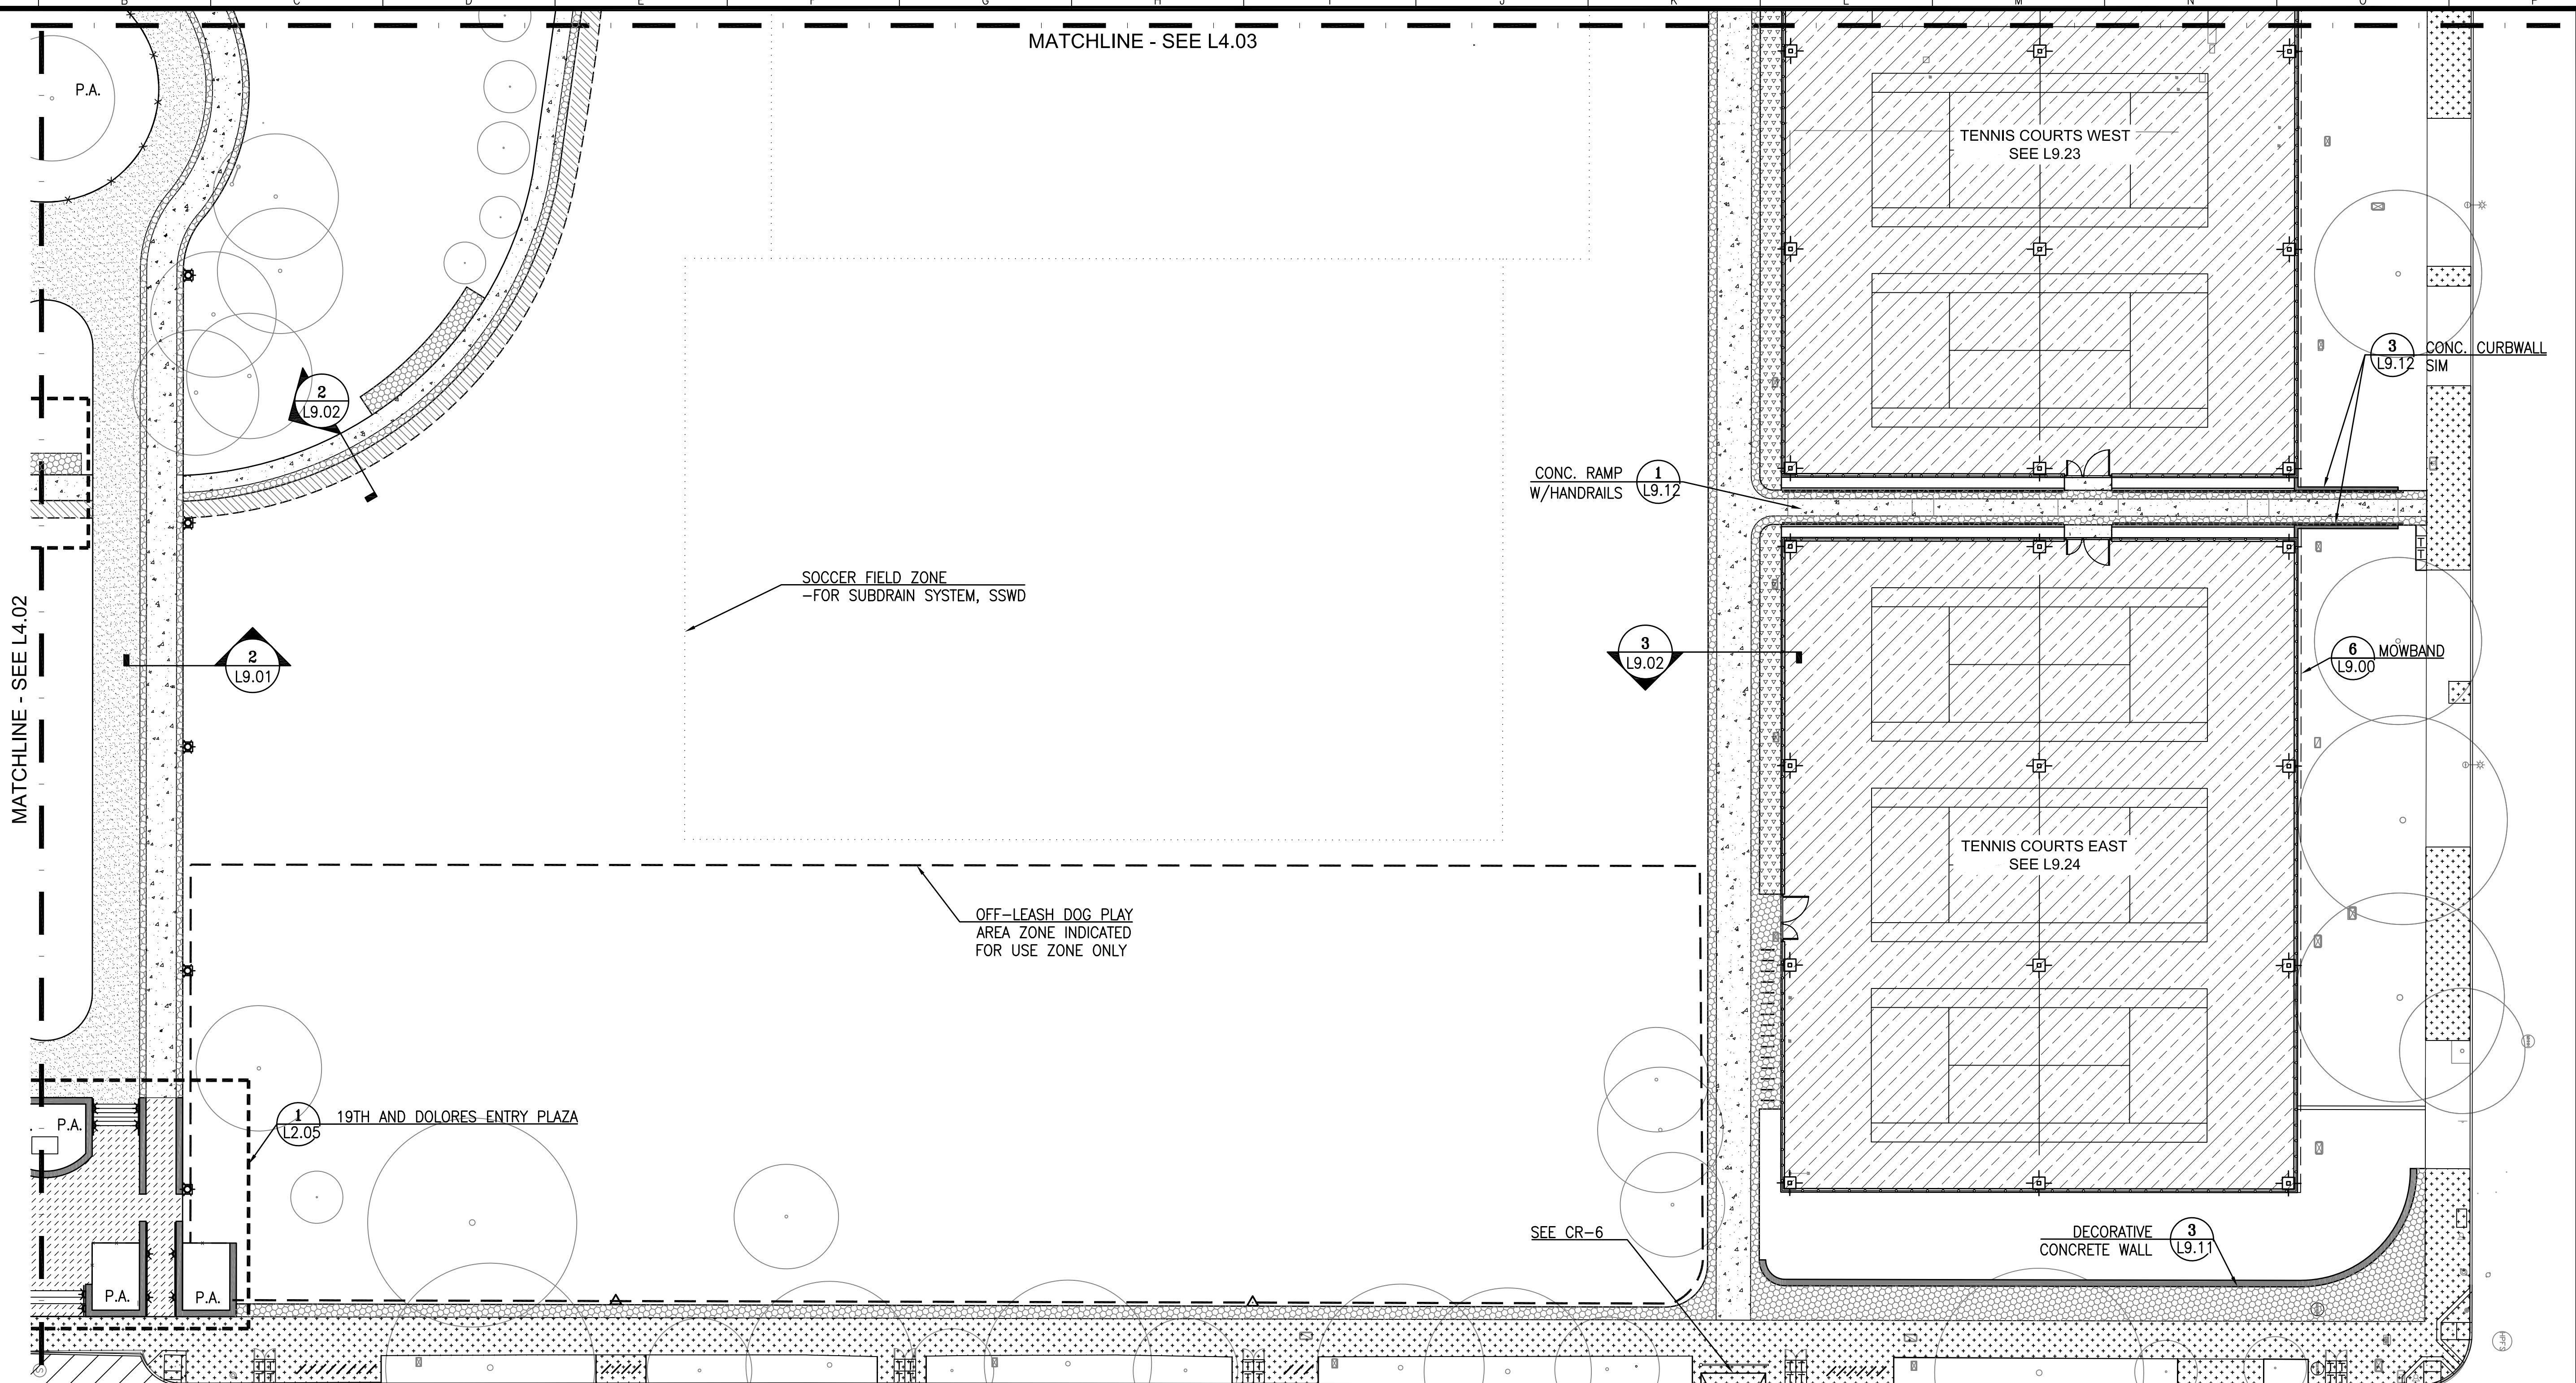 B C D E F G H I J K L M N O P
MATCHLINE - SEE L4.03
P.A.
TENNIS COURTS WEST
SEE L9.23
3
L9.12
CONC. CURBWALL
SIM
2
L9.02
CONC. RAMP
W/HANDRAILS
1
L9.12
SOCCER FIELD ZONE
-FOR SUBDRAIN SYSTEM, SSWD
MATCHLINE - SEE L4.02
2
L9.01
3
L9.02
6
L9.00
MOWBAND
TENNIS COURTS EAST
SEE L9.24
OFF-LEASH DOG PLAY
AREA ZONE INDICATED
FOR USE ZONE ONLY
1
L2.05
19TH AND DOLORES ENTRY PLAZA
P.A.
SEE CR-6
DECORATIVE
CONCRETE WALL
3
L9.11
P.A.
P.A.
S
HPFS